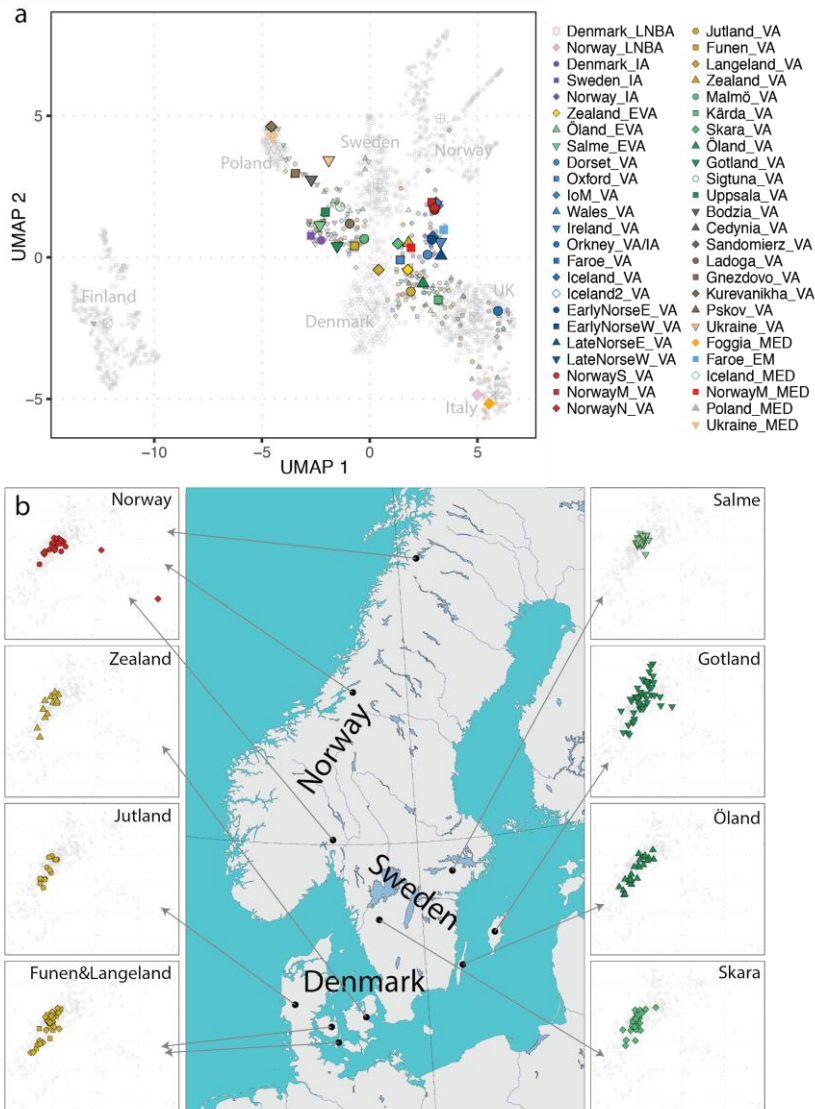 a
5
0
−5
UMAP 2
−10
−5
0
5
UMAP 1
Poland
Sweden
Norway
Finland
Denmark
UK
Italy
Denmark_LNBA
Norway_LNBA
Denmark_IA
Sweden_IA
Norway_IA
Zealand_EVA
Öland_EVA
Salme_EVA
Dorset_VA
Oxford_VA
IoM_VA
Wales_VA
Ireland_VA
Orkney_VA/IA
Faroe_VA
Iceland_VA
Iceland2_VA
EarlyNorseE_VA
EarlyNorseW_VA
LateNorseE_VA
LateNorseW_VA
NorwayS_VA
NorwayM_VA
NorwayN_VA
Jutland_VA
Funen_VA
Langeland_VA
Zealand_VA
Malmö_VA
Kärda_VA
Skara_VA
Öland_VA
Gotland_VA
Sigtuna_VA
Uppsala_VA
Bodzia_VA
Cedynia_VA
Sandomierz_VA
Ladoga_VA
Gnezdovo_VA
Kurevanikha_VA
Pskov_VA
Ukraine_VA
Foggia_MED
Faroe_EM
Iceland_MED
NorwayM_MED
Poland_MED
Ukraine_MED
b
Norway
Zealand
Jutland
Funen&Langeland
Norway
Sweden
Denmark
Salme
Gotland
Öland
Skara